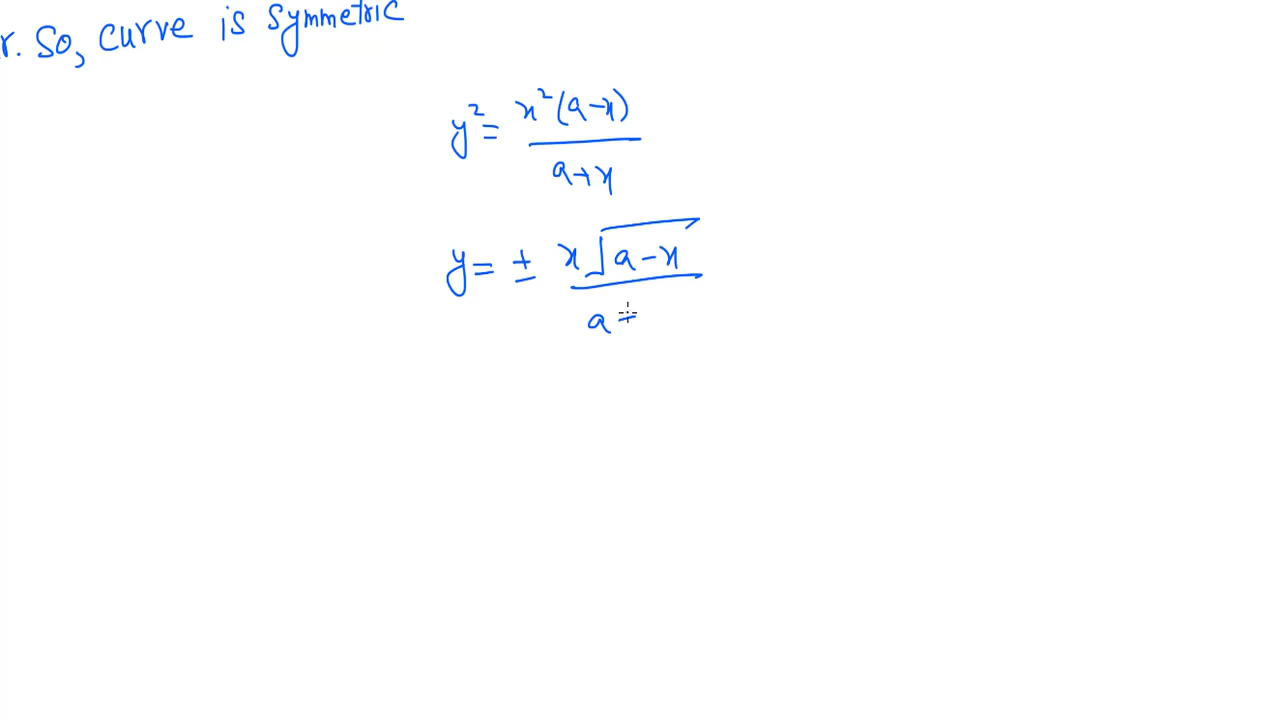 r. So, curve is symmetric
y² = x²(a-x) / a+x
y = ± x√a-x / a =